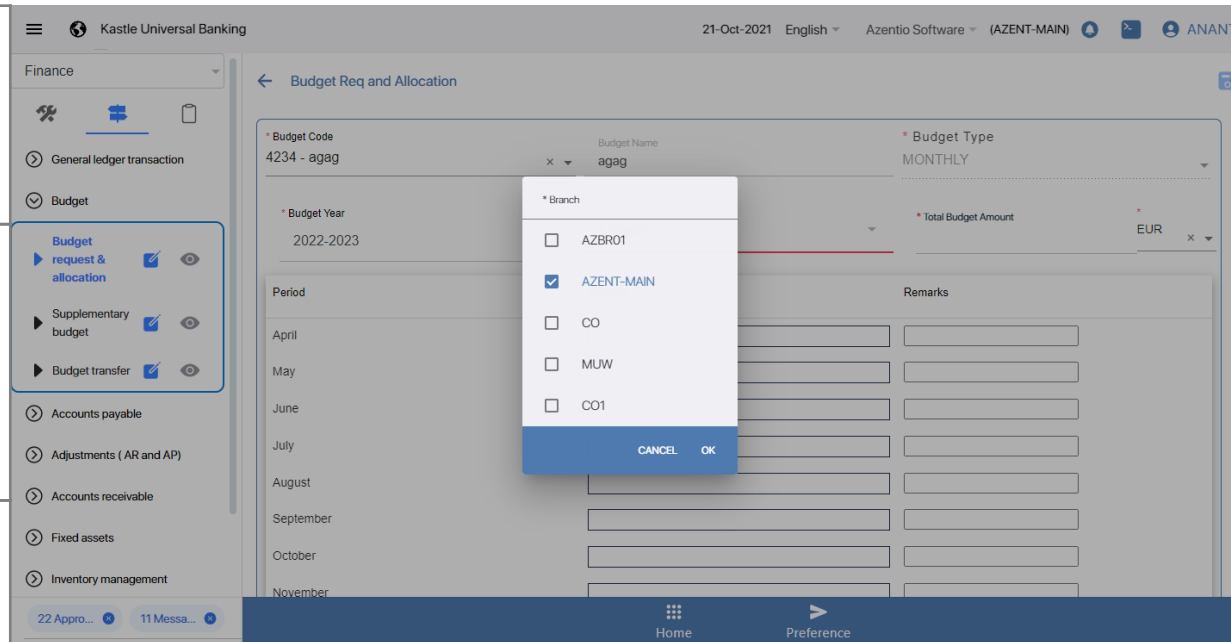 Kastle Universal Banking
21-Oct-2021 English Azentio Software (AZENT-MAIN) ANANT
Finance
General ledger transaction
Budget
Budget request & allocation
Supplementary budget
Budget transfer
Accounts payable
Adjustments ( AR and AP)
Accounts receivable
Fixed assets
Inventory management
22 Appro... 11 Messa...
Budget Req and Allocation
* Budget Code
4234 - agag
Budget Name
agag
* Budget Type
MONTHLY
* Budget Year
2022-2023
* Total Budget Amount
*
EUR
Period
Remarks
April
May
June
July
August
September
October
November
* Branch
AZBR01
AZENT-MAIN
CO
MUW
CO1
CANCEL OK
Home
Preference